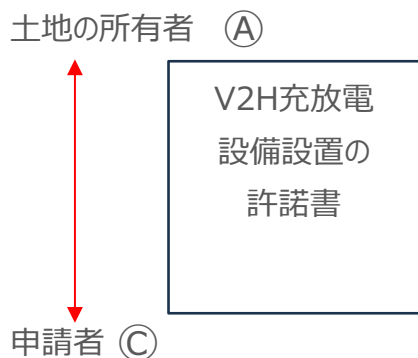 土地の所有者 Ⓐ
V2H充放電
設備設置の
許諾書
申請者 Ⓒ